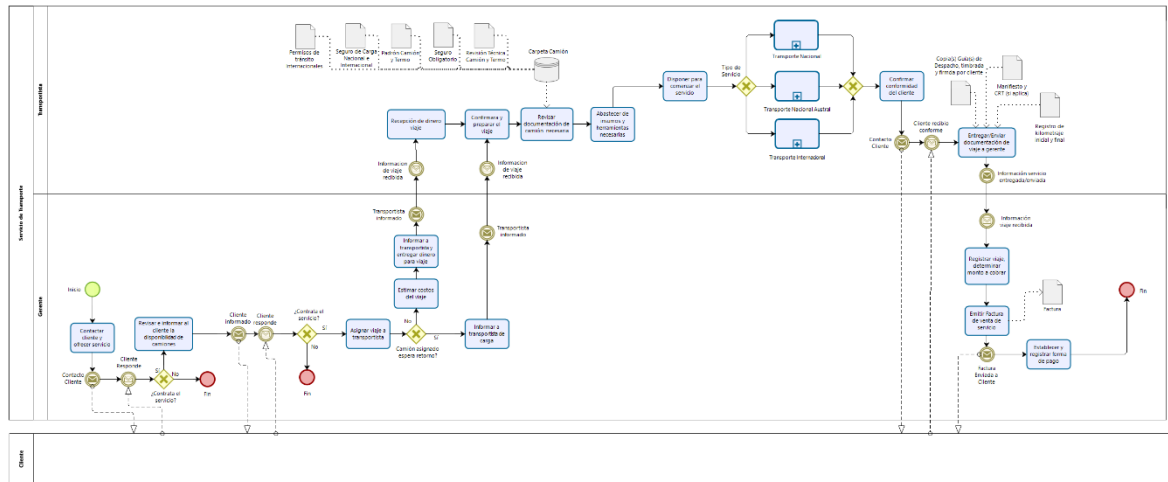 Servicio de Transporte
Transportista
Gerente
Cliente
Permisos de
tránsito
internacionales
Seguro de Carga
Nacional e
Internacional
Padrón Camión
y Termo
Seguro
Obligatorio
Revisión Técnica
Camión y Termo
Carpeta Camión
Recepción de dinero
viaje
Confirmara y
preparar el
viaje
Revisar
documentación de
camión necesaria
Abastecer de
insumos y
herramientas
necesarias
Disponer para
comenzar el
servicio
Tipo de
Servicio
Transporte Nacional
Transporte Nacional Austral
Transporte Internacional
Confirmar
conformidad
del cliente
Contacto
Cliente
Cliente recibio
conforme
Copia(s) Guía(s) de
Despacho, timbrada
y firmda por cliente
Manifiesto y
CRT (si aplica)
Registro de
kilometraje
inicial y final
Entregar/Enviar
documentación de
viaje a gerente
Información servicio
entregada/enviada
Informacion
de viaje
recibida
Informacion
de viaje
recibida
Transportista
informado
Transportista
informado
Información
viaje recibida
Informar a
transportista y
entregar dinero
para viaje
Estimar costos
del viaje
Registrar viaje,
determinar
monto a cobrar
Inicio
Contactar
cliente y
ofrecer servicio
Revisar e informar al
cliente la
disponibilidad de
camiones
Contacto
Cliente
Cliente
Responde
Sí
No
¿Contrata el
servicio?
Fin
Cliente
informado
Cliente
responde
¿Contrata el
servicio?
Sí
No
Fin
Asignar viaje a
transportista
No
Sí
Camión asignado
espera retorno?
Informar a
transportista de
carga
Emitir Factura
de venta de
servicio
Factura
Factura
Enviada a
Cliente
Establecer y
registrar forma
de pago
Fin